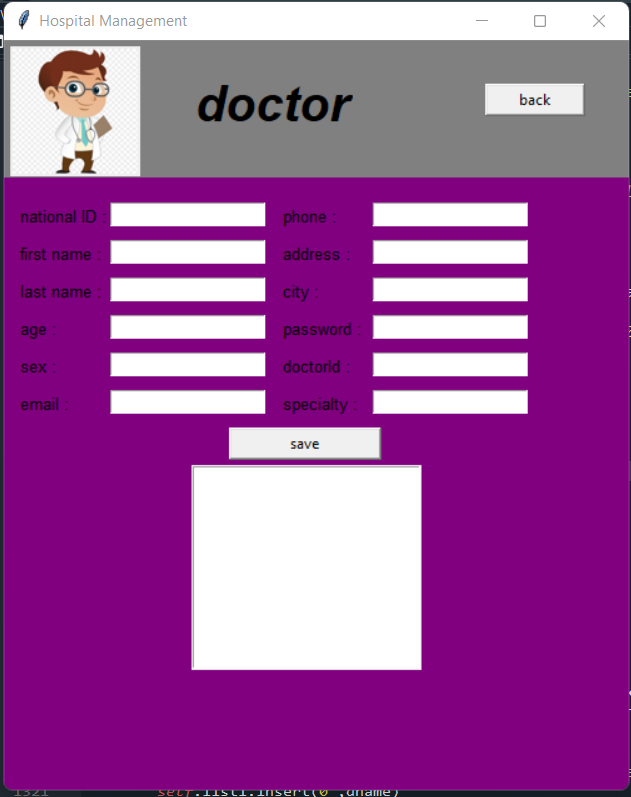 Hospital Management
doctor
back
national ID :
phone :
first name :
address :
last name :
city :
age :
password :
sex :
doctorId :
email :
specialty :
save
1321 self.list1.insert(0 ,dname)